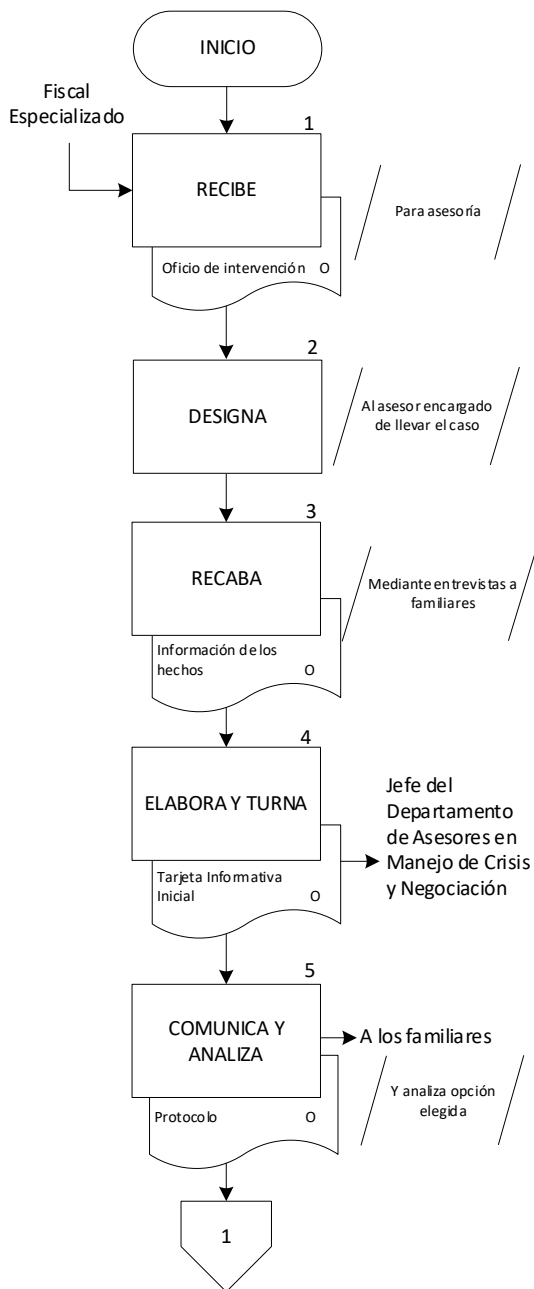 INICIO
Fiscal
Especializado
1
RECIBE
Para asesoría
Oficio de intervención O
2
DESIGNA
Al asesor encargado
de llevar el caso
3
RECABA
Mediante entrevistas a
familiares
Información de los
hechos O
4
ELABORA Y TURNA
Jefe del
Departamento
de Asesores en
Manejo de Crisis
y Negociación
Tarjeta Informativa
Inicial O
5
COMUNICA Y
ANALIZA
A los familiares
Y analiza opción
elegida
Protocolo O
1